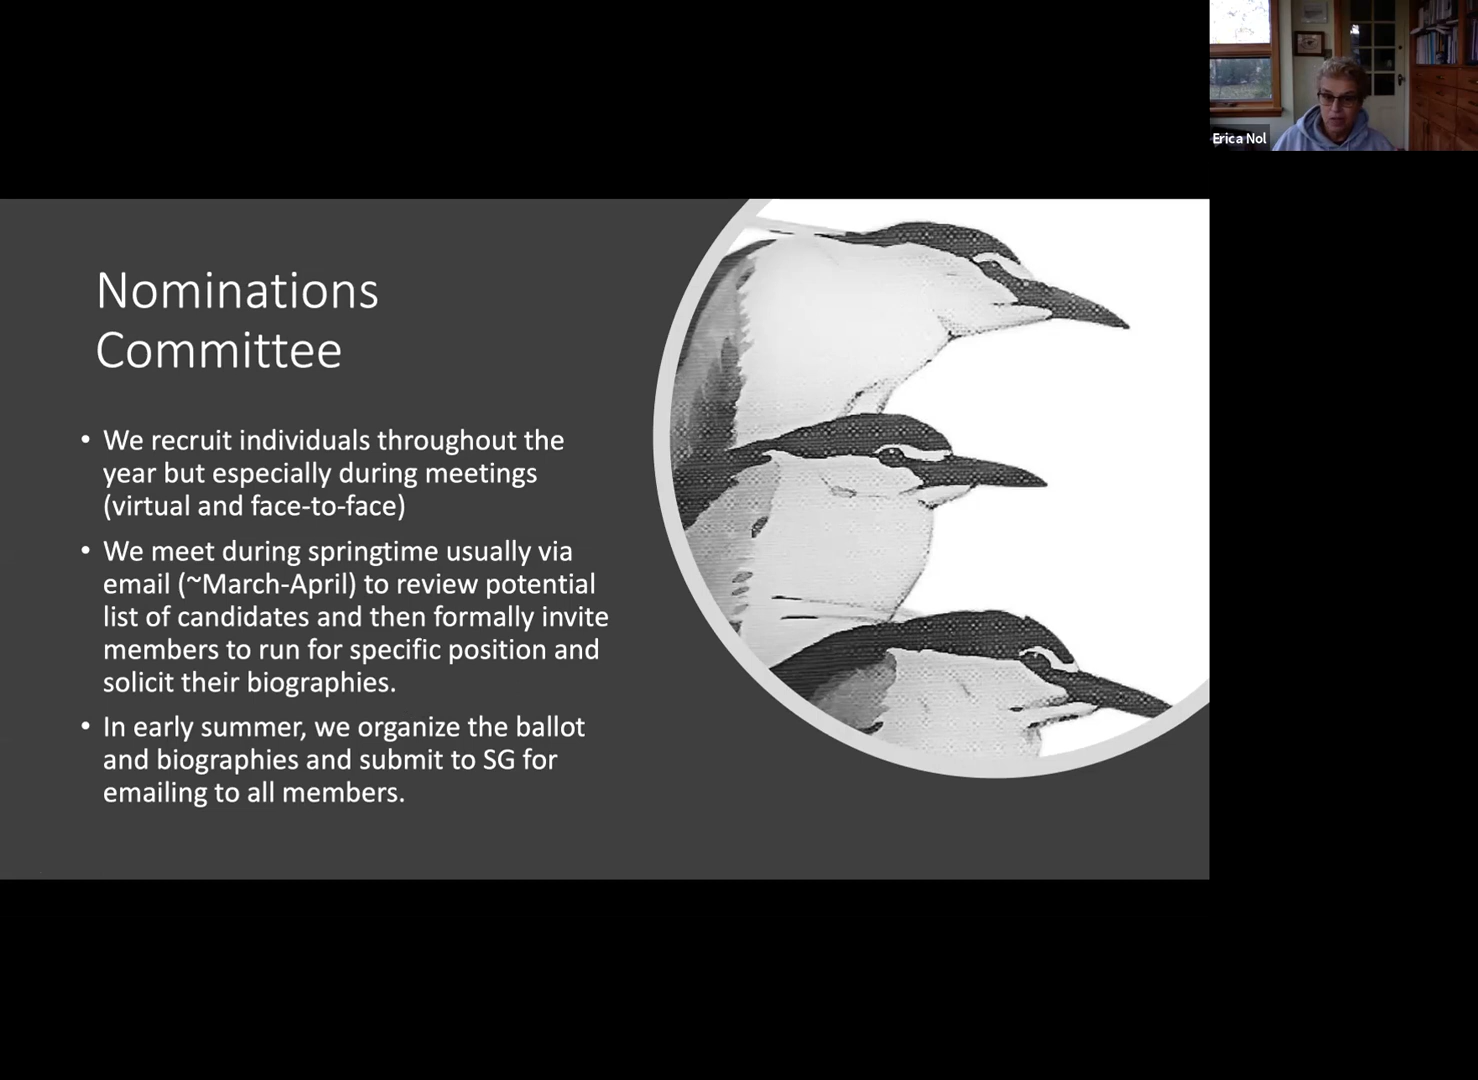 Erica Nol
Nominations
Committee
• We recruit individuals throughout the
year but especially during meetings
(virtual and face-to-face)
• We meet during springtime usually via
email (~March-April) to review potential
list of candidates and then formally invite
members to run for specific position and
solicit their biographies.
• In early summer, we organize the ballot
and biographies and submit to SG for
emailing to all members.